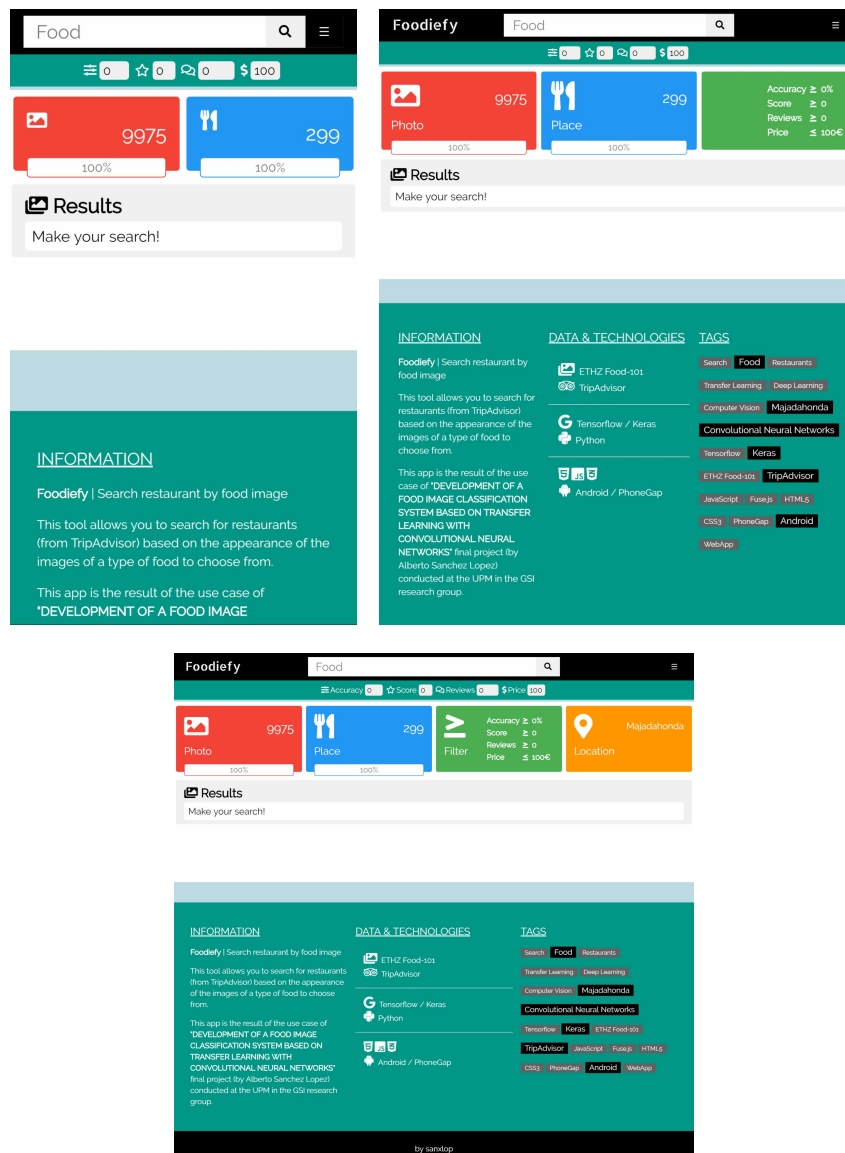 Food
☰
0 0 0 $ 100
9975
299
100%
100%
Results
Make your search!
INFORMATION
Foodiefy | Search restaurant by food image
This tool allows you to search for restaurants
(from TripAdvisor) based on the appearance of the
images of a type of food to choose from.
This app is the result of the use case of
"DEVELOPMENT OF A FOOD IMAGE
Foodiefy
Food
☰
0 0 0 $ 100
Photo
9975
100%
Place
299
100%
Accuracy ≥ 0%
Score ≥ 0
Reviews ≥ 0
Price ≤ 100€
Results
Make your search!
INFORMATION
Foodiefy | Search restaurant by
food image
This tool allows you to search for
restaurants (from TripAdvisor)
based on the appearance of the
images of a type of food to
choose from.
This app is the result of the use
case of "DEVELOPMENT OF A
FOOD IMAGE CLASSIFICATION
SYSTEM BASED ON TRANSFER
LEARNING WITH
CONVOLUTIONAL NEURAL
NETWORKS" final project (by
Alberto Sanchez Lopez)
conducted at the UPM in the GSI
research group.
DATA & TECHNOLOGIES
ETHZ Food-101
TripAdvisor
Tensorflow / Keras
Python
Android / PhoneGap
TAGS
Search Food Restaurants
Transfer Learning Deep Learning
Computer Vision Majadahonda
Convolutional Neural Networks
Tensorflow Keras
ETHZ Food-101 TripAdvisor
JavaScript Fuse.js HTML5
CSS3 PhoneGap Android
WebApp
Foodiefy
Food
☰
Accuracy 0 Score 0 Reviews 0 $ Price 100
Photo
9975
100%
Place
299
100%
Filter
Accuracy ≥ 0%
Score ≥ 0
Reviews ≥ 0
Price ≤ 100€
Location
Majadahonda
Results
Make your search!
INFORMATION
Foodiefy | Search restaurant by food image
This tool allows you to search for restaurants
(from TripAdvisor) based on the appearance
of the images of a type of food to choose
from.
This app is the result of the use case of
"DEVELOPMENT OF A FOOD IMAGE
CLASSIFICATION SYSTEM BASED ON
TRANSFER LEARNING WITH
CONVOLUTIONAL NEURAL NETWORKS"
final project (by Alberto Sanchez Lopez)
conducted at the UPM in the GSI research
group.
DATA & TECHNOLOGIES
ETHZ Food-101
TripAdvisor
Tensorflow / Keras
Python
Android / PhoneGap
TAGS
Search Food Restaurants
Transfer Learning Deep Learning
Computer Vision Majadahonda
Convolutional Neural Networks
Tensorflow Keras ETHZ Food-101
TripAdvisor JavaScript Fuse.js HTML5
CSS3 PhoneGap Android WebApp
by sanxlop